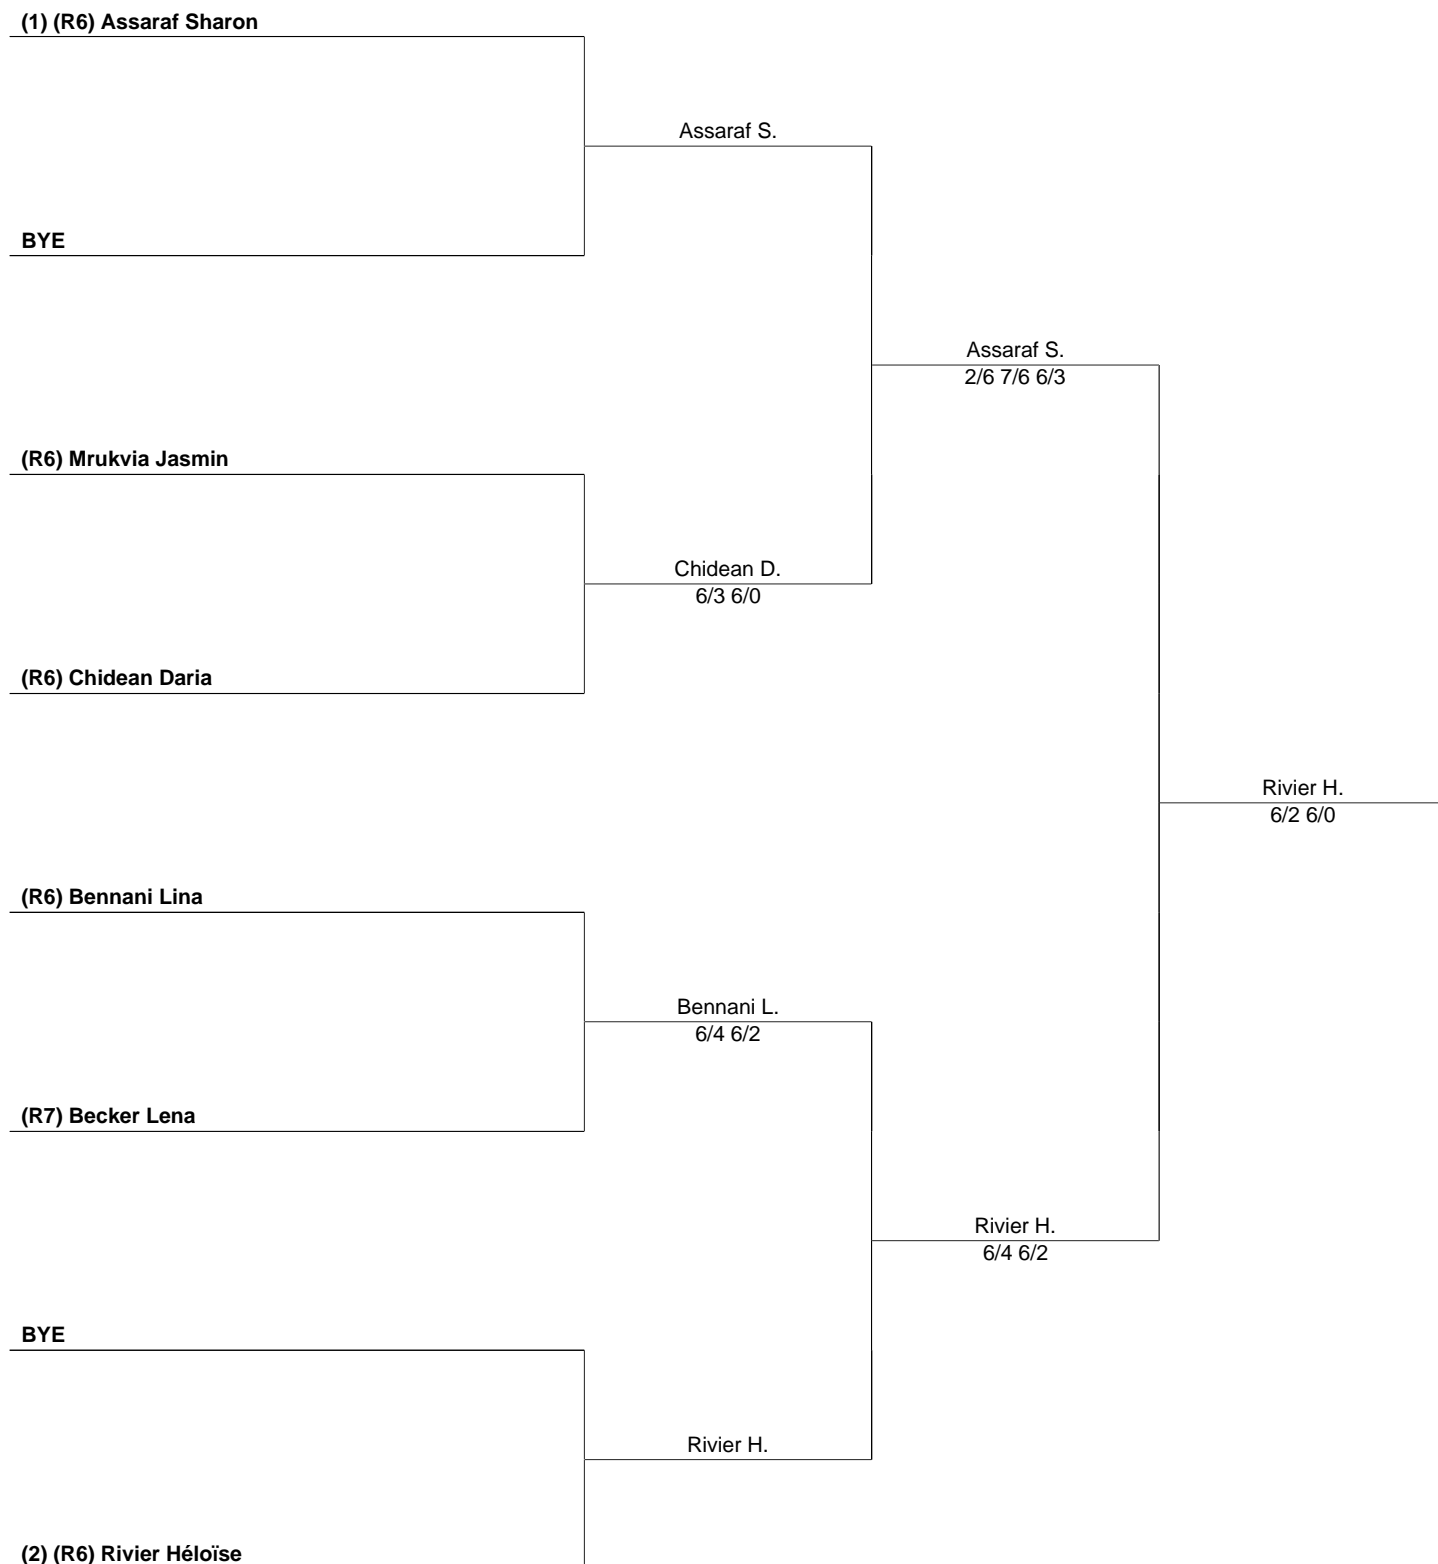 (1) (R6) Assaraf Sharon
Assaraf S.
BYE
Assaraf S.
2/6 7/6 6/3
(R6) Mrukvia Jasmin
Chidean D.
6/3 6/0
(R6) Chidean Daria
Rivier H.
6/2 6/0
(R6) Bennani Lina
Bennani L.
6/4 6/2
(R7) Becker Lena
Rivier H.
6/4 6/2
BYE
Rivier H.
(2) (R6) Rivier Héloïse